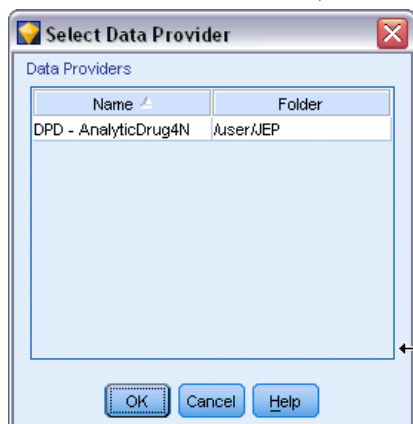 Select Data Provider
Data Providers
Name Folder
DPD - AnalyticDrug4N /user/JEP
OK Cancel Help